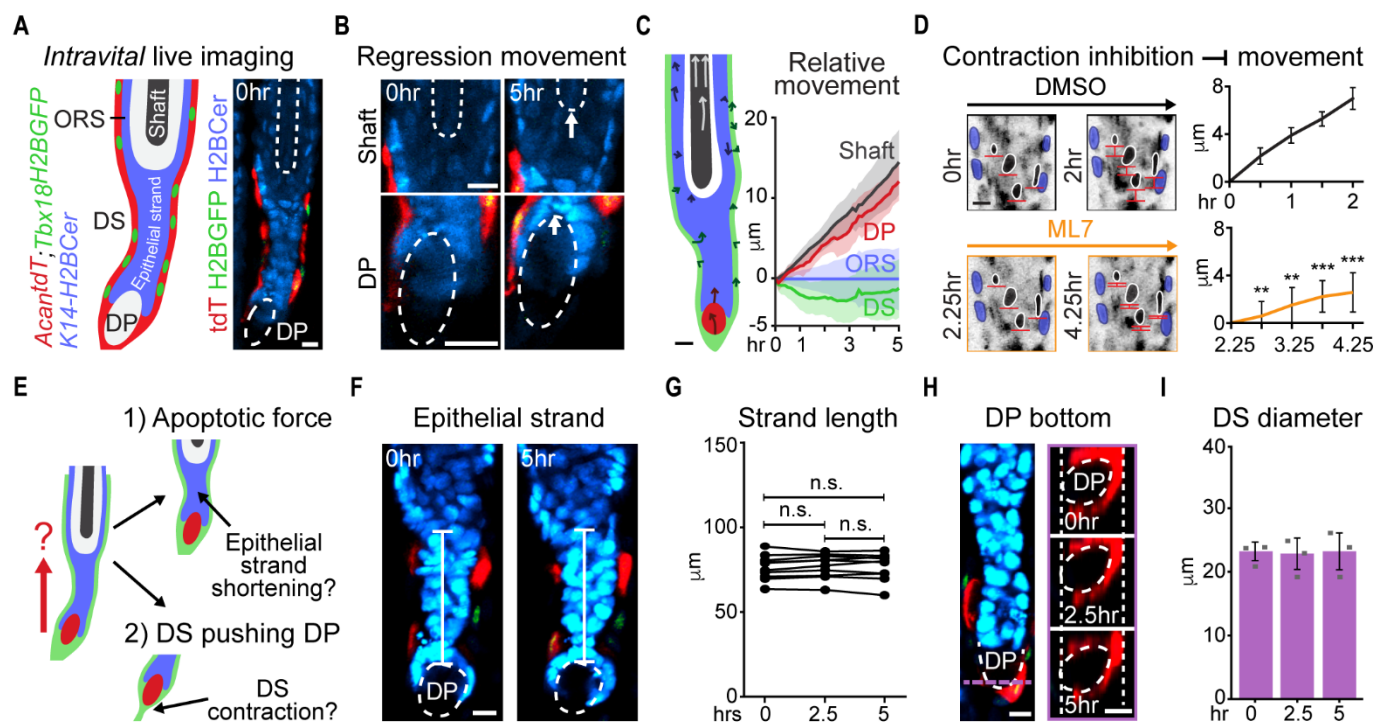 A
Intravital live imaging
AcantdT;Tbx18H2BGFP
K14-H2BCer
ORS
Shaft
DS
Epithelial strand
DP
tdT H2BGFP H2BCer
0hr
DP
B
Regression movement
Shaft
DP
0hr
5hr
C
Relative
movement
μm
20
10
0
-5
Shaft
DP
ORS
DS
hr 0 1 3 5
D
Contraction inhibition ⊣ movement
DMSO
0hr
2hr
μm
8
4
0
hr 1 2
ML7
2.25hr
4.25hr
μm
8
4
0
** ** *** ***
2.25 3.25 4.25
E
1) Apoptotic force
?
Epithelial
strand
shortening?
2) DS pushing DP
DS
contraction?
F
Epithelial strand
0hr
5hr
DP
G
Strand length
μm
150
100
50
0
n.s.
n.s.
n.s.
hrs 0 2.5 5
H
DP bottom
DP
DP
0hr
2.5hr
5hr
I
DS diameter
μm
40
30
20
10
0
hr 0 2.5 5